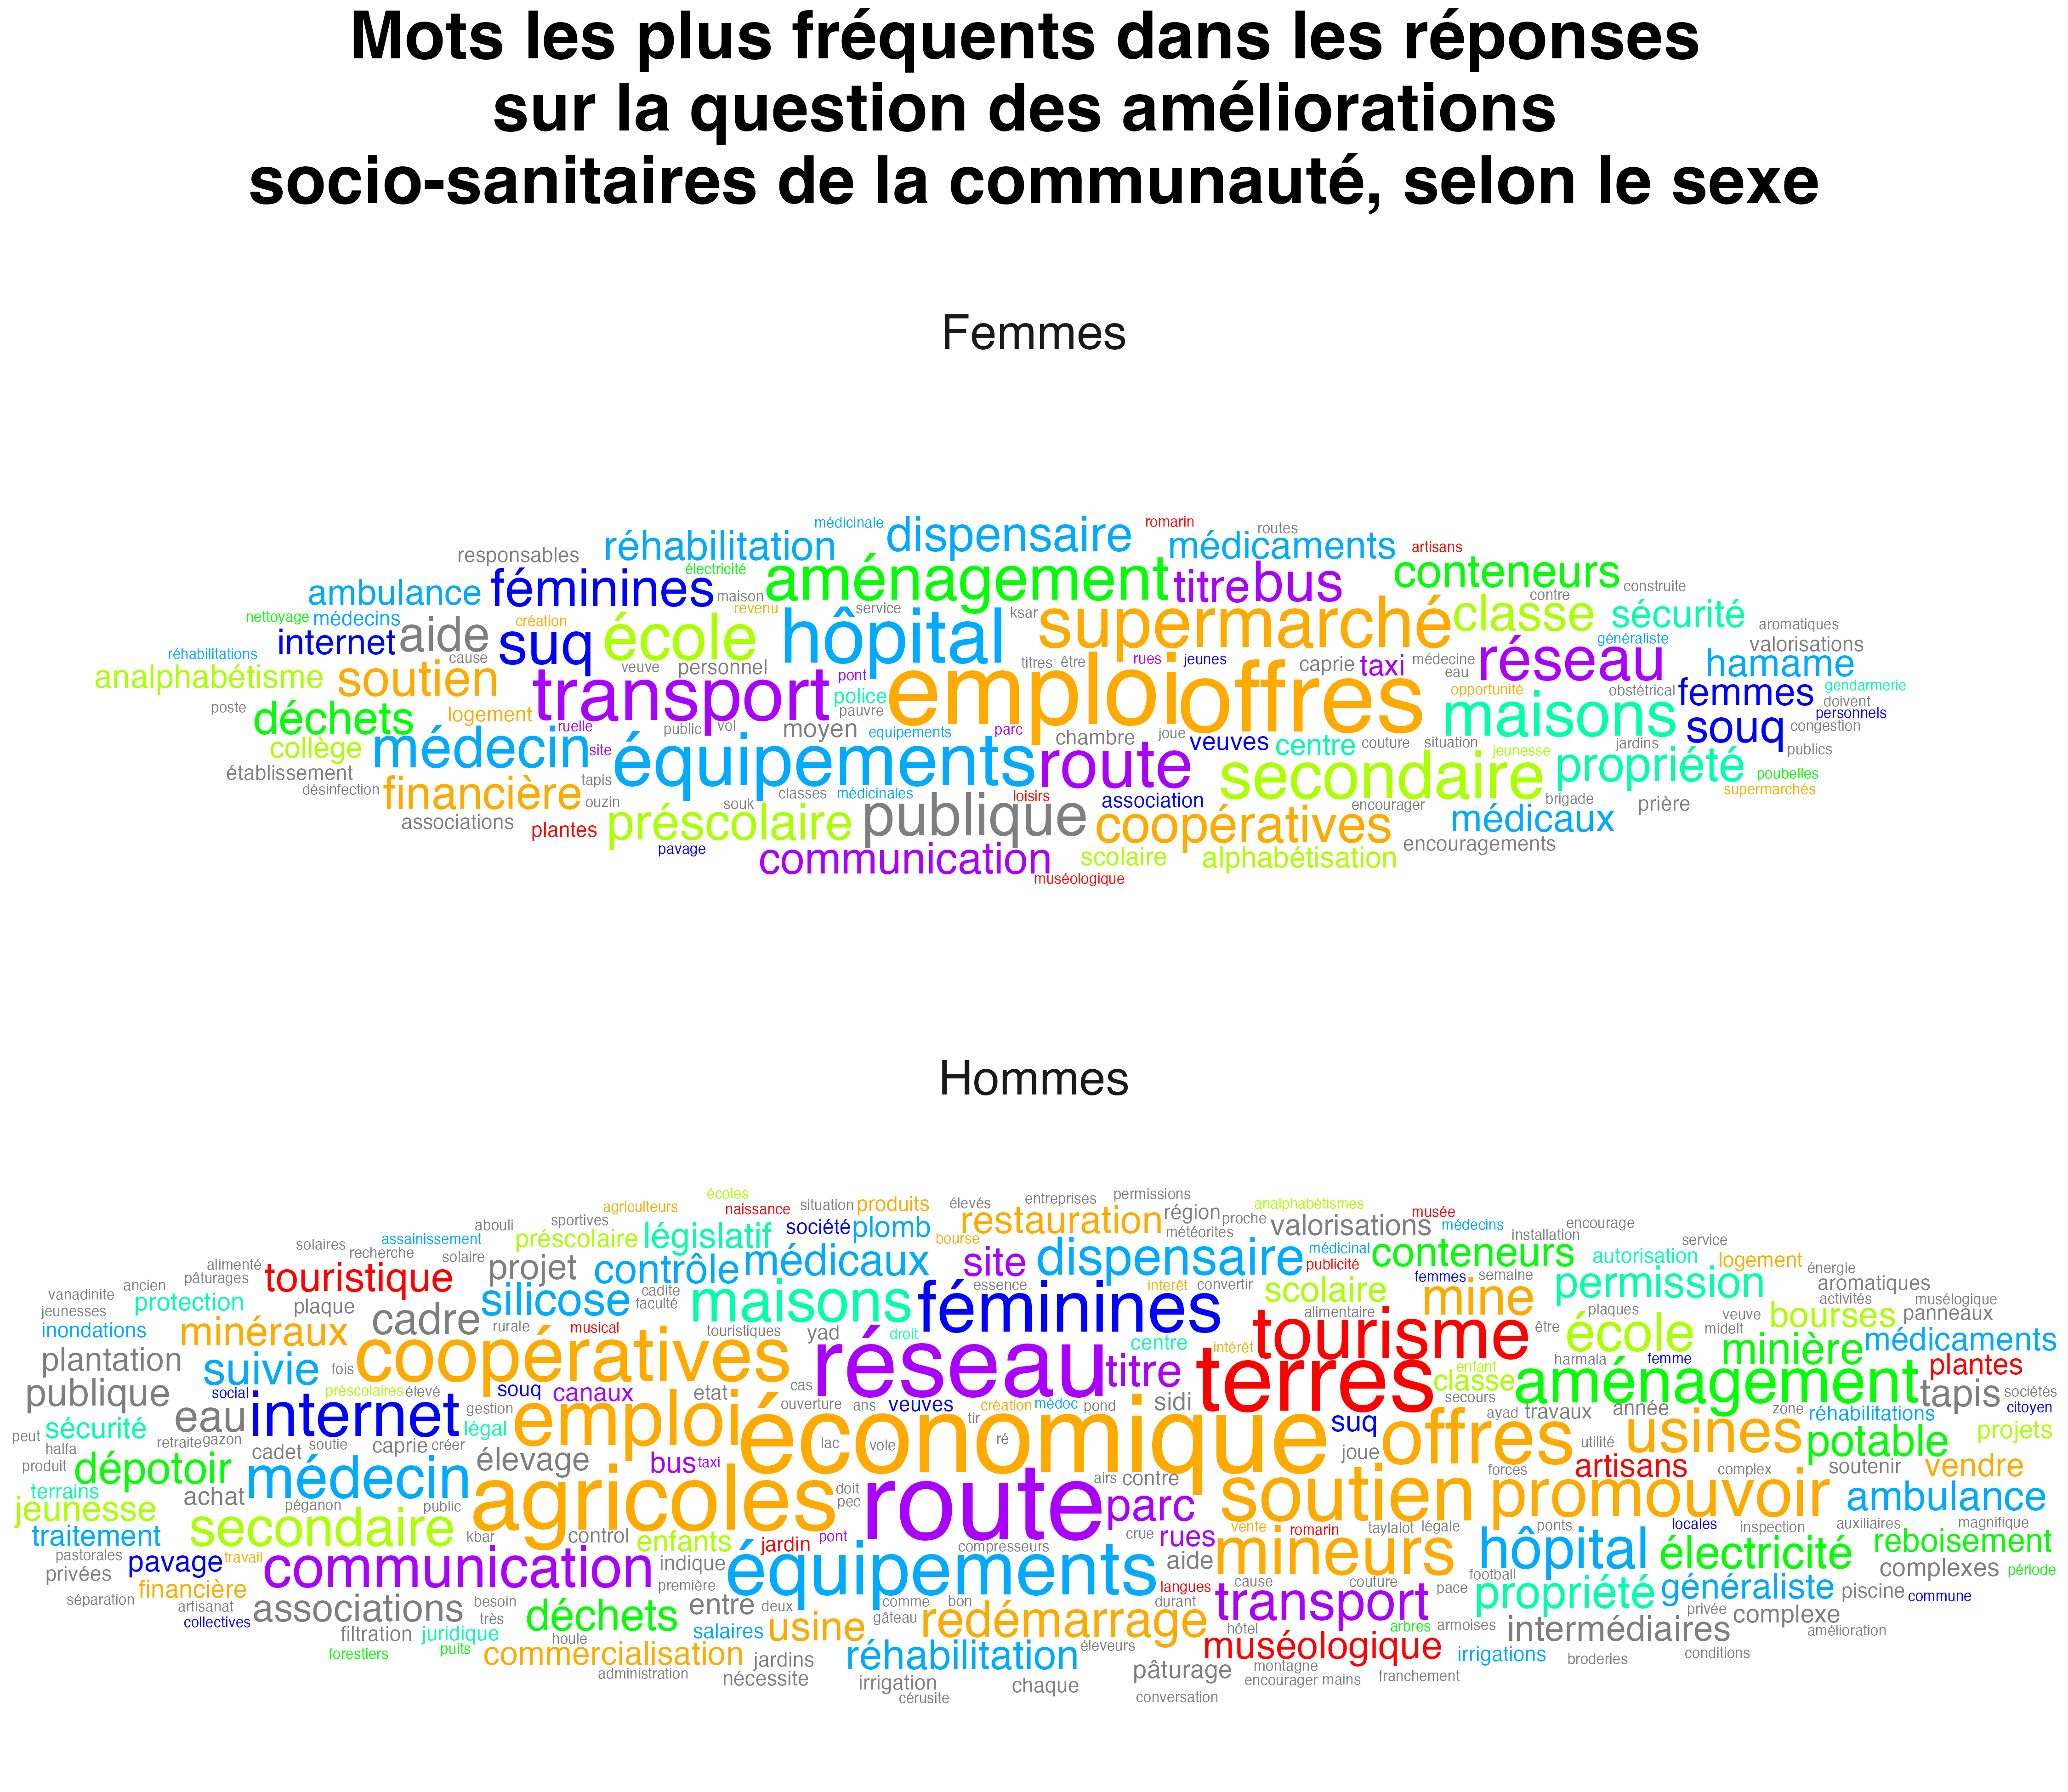 Mots les plus fréquents dans les réponses
sur la question des améliorations
socio-sanitaires de la communauté, selon le sexe
Femmes
médicinale dispensaire romarin routes
responsables réhabilitation médicaments artisans
ambulance féminines électricité maison aménagement titre bus conteneurs construite
nettoyage médecins création revenu service ksar supermarché contre classe sécurité aromatiques
réhabilitations internet aide cause suq école hôpital généraliste valorisations
analphabétisme soutien veuve personnel titres être rues jeunes caprie taxi médecine eau réseau hamame
poste déchets logement transport pont police pauvre emploi offres opportunité obstétrical femmes gendarmerie doivent personnels
collège médecin ruelle site public vol moyen equipements parc chambre joue veuves centre couture situation maisons jeunesse jardins souq congestion publics
établissement désinfection financière tapis équipements route secondaire propriété poubelles supermarchés
associations plantes ouzin souk classes médicinales loisirs association encourager brigade prière
pavage préscolaire publique coopératives médicaux encouragements
communication scolaire alphabétisation
muséologique
Hommes
agriculteurs écoles naissance situation produits élevés entreprises permissions analphabétismes musée
abouli sportives société plomb restauration région proche météorites valorisations médecins installation encourage
solaires assainissement recherche solaire préscolaire législatif bourse service
alimenté pâturages touristique projet contrôle médicaux site dispensaire médicinal publicité conteneurs autorisation logement énergie
vanadinite ancien protection plaque cadre silicose cadite faculté maisons féminines essence interêt convertir scolaire femmes semaine mine permission activités aromatiques muséologique
jeunesses inondations minéraux rurale musical touristiques yad droit centre intérêt tourisme alimentaire être plaques école veuve midelt bourses panneaux
plantation suivie fois coopératives réseau titre terres enfant classe harmala femme minière médicaments plantes
publique social préscolaires élevé souq canaux etat cas ouverture ans veuves création médoc pond sidi secours aménagement tapis sociétés citoyen
peut sécurité eau internet gestion légal emploi économique tir suq ayad travaux année zone réhabilitations projets
halfa retraite gazon cadet soutie caprie créer lac vole ré joue offres utilité usines potable
produit dépotoir médecin élevage bus taxi airs contre forces artisans complex soutenir vendre
terrains jeunesse achat péganon public agricoles doit pec route parc soutien promouvoir ambulance
traitement secondaire kbar control enfants jardin pont crue rues vente romarin taylalot légale ponts locales inspection auxiliaires magnifique
pastorales privées pavage travail communication indique compresseurs aide mineurs hôpital électricité reboisement
séparation financière artisanat première équipements langues cause couture pace football propriété généraliste piscine complexes période commune
collectives associations besoin très déchets entre deux comme bon durant transport privée complexe
filtration juridique houle salaires usine gâteau redémarrage hôtel arbres armoises intermédiaires amélioration
forestiers puits commercialisation jardins réhabilitation éleveurs muséologique irrigations broderies conditions
administration nécessite irrigation chaque pâturage montagne encourager mains franchement
cérusite conversation